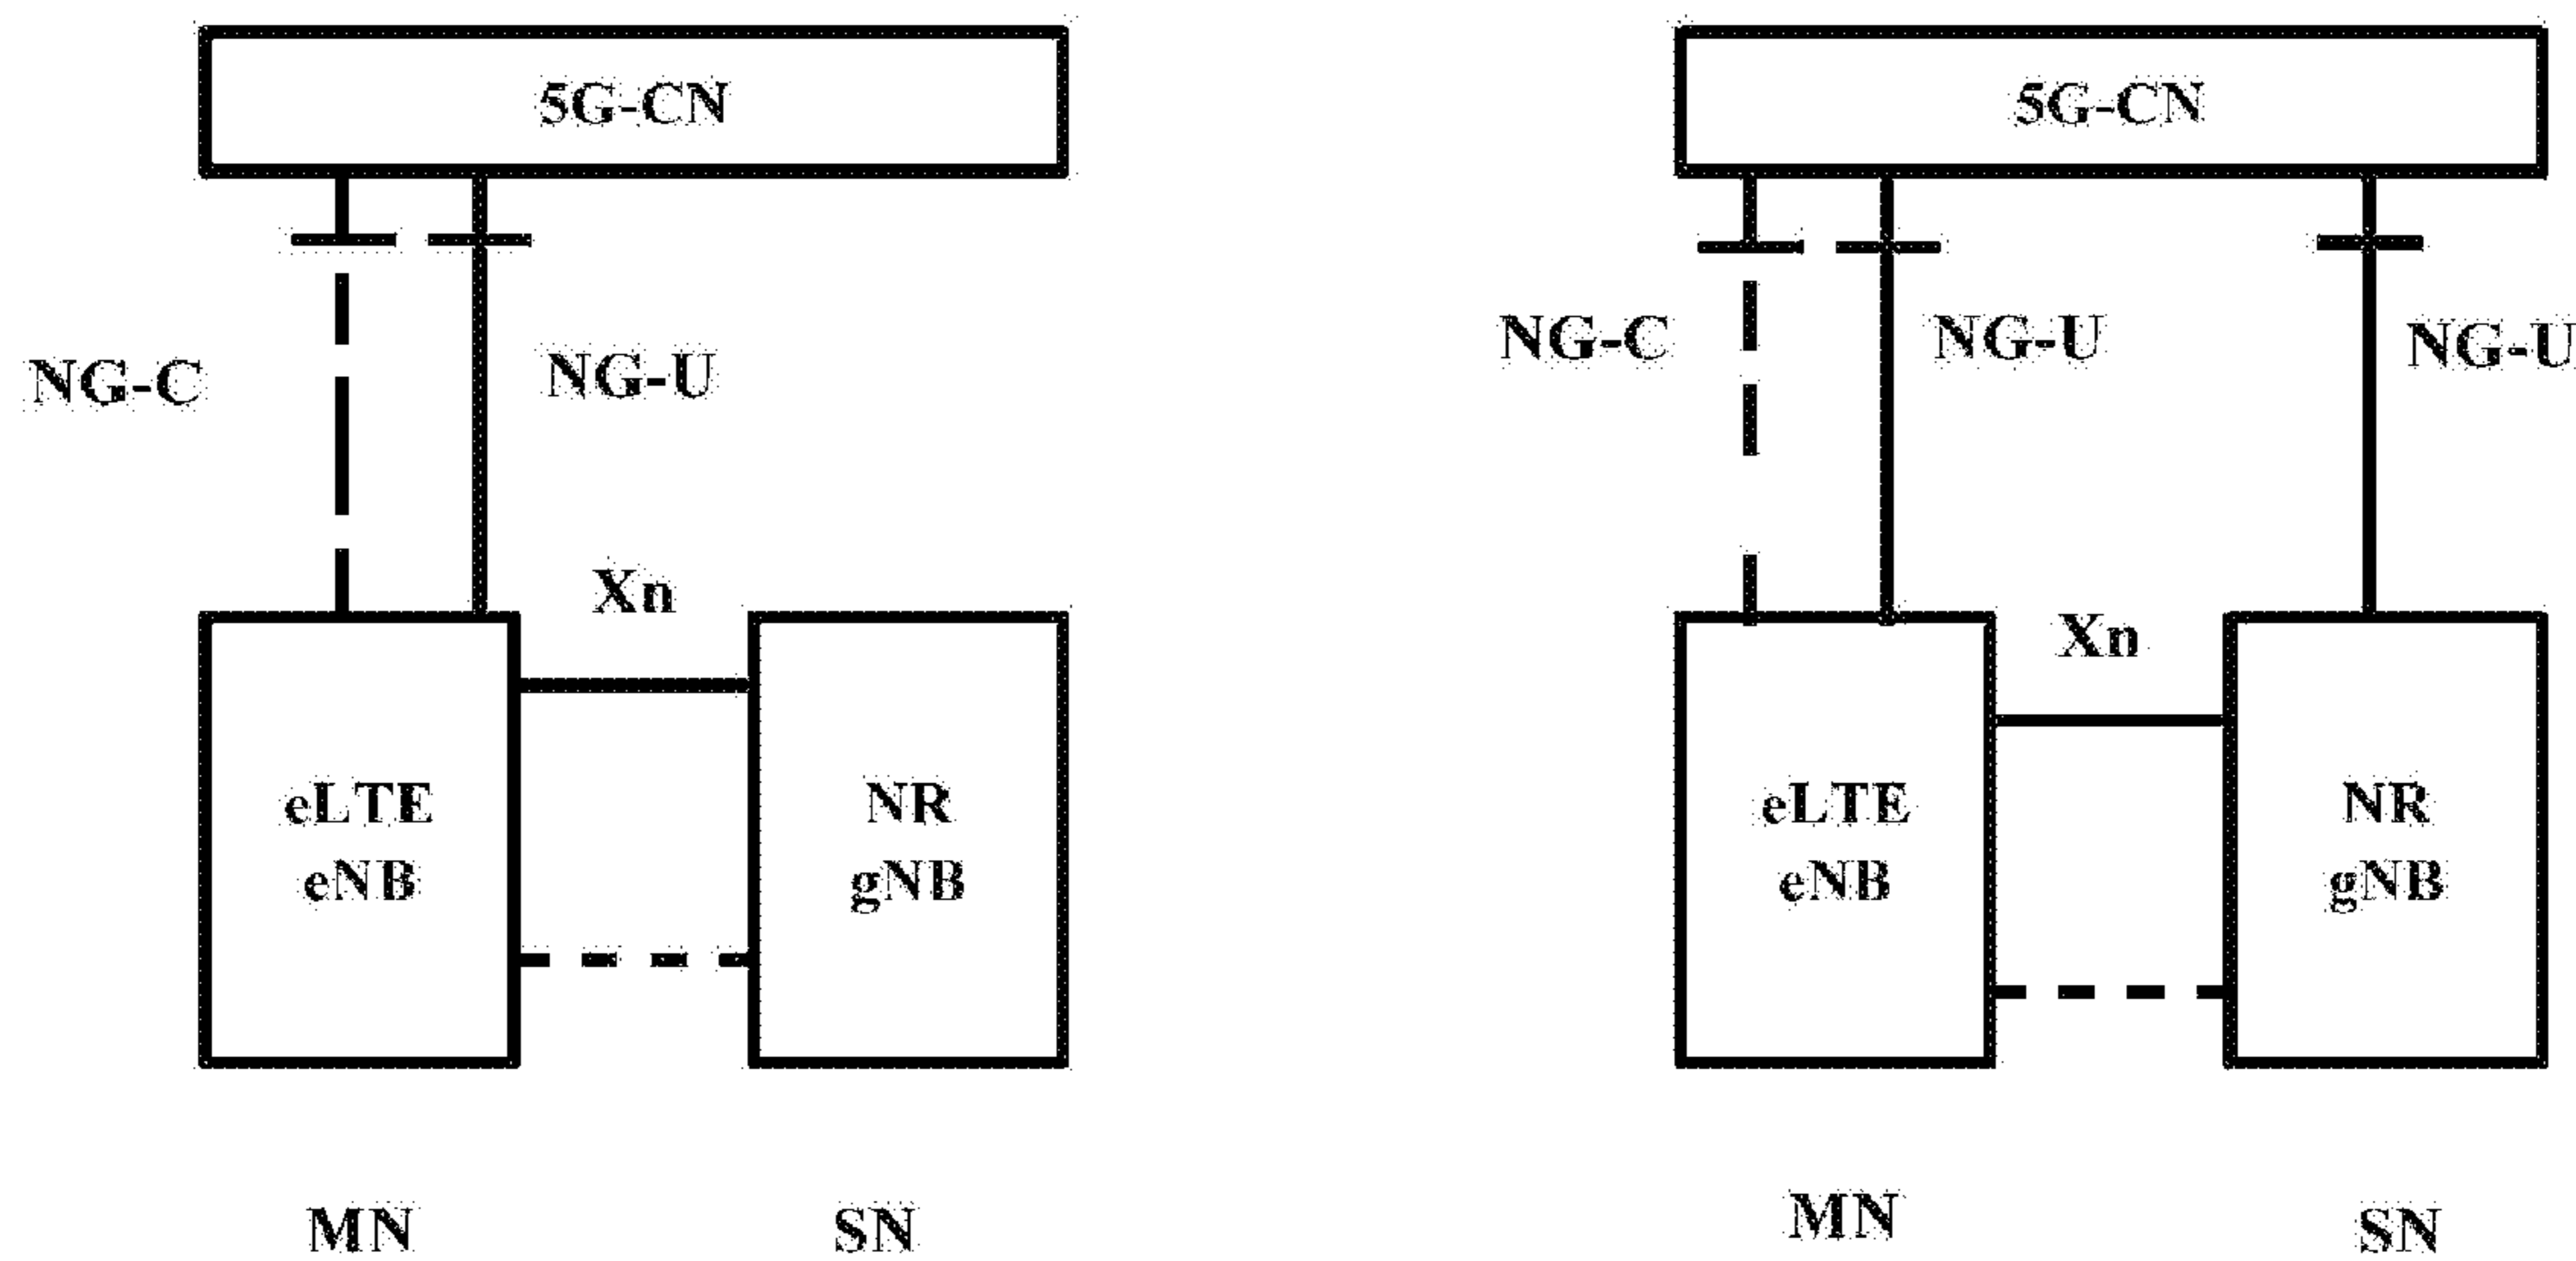 5G-CN
NG-C
NG-U
Xn
eLTE
eNB
NR
gNB
MN
SN
5G-CN
NG-C
NG-U
NG-U
Xn
eLTE
eNB
NR
gNB
MN
SN